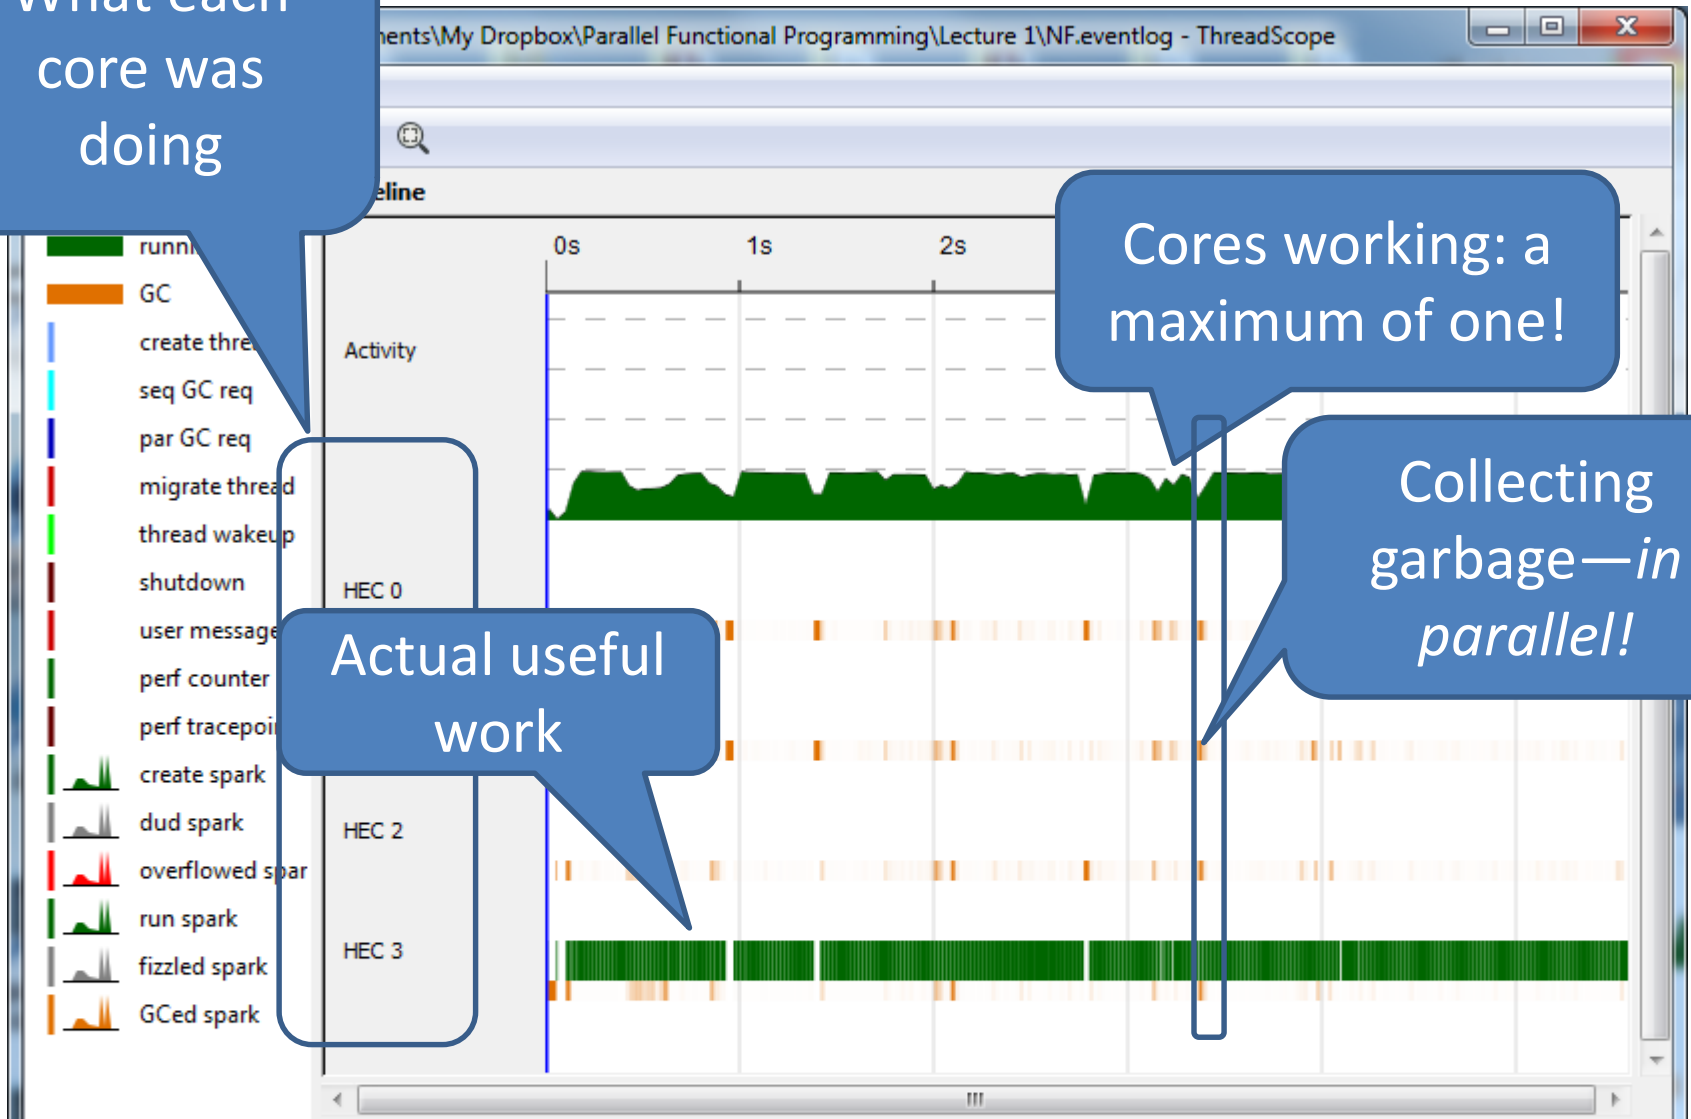 What each
core was
doing
ents\My Dropbox\Parallel Functional Programming\Lecture 1\NF.eventlog - ThreadScope
eline
0s 1s 2s
Cores working: a
maximum of one!
GC
create thre
Activity
seq GC req
par GC req
migrate thread
thread wakeup
shutdown
HEC 0
user message
Collecting
garbage—in
parallel!
Actual useful
work
perf counter
perf tracepoi
create spark
dud spark
HEC 2
overflowed spar
run spark
HEC 3
fizzled spark
GCed spark